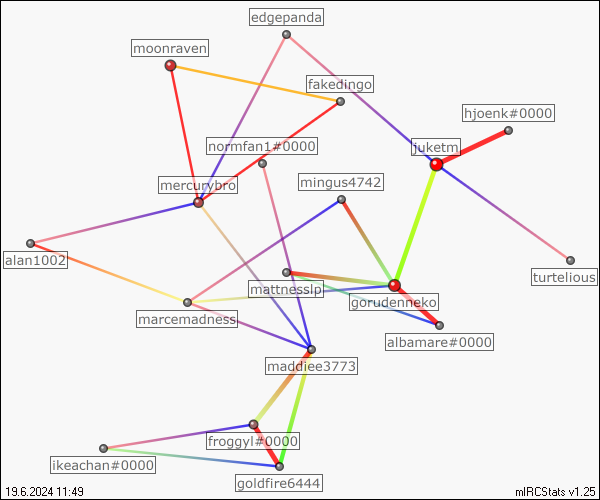 edgepanda
moonraven
fakedingo
hjoenk#0000
normfan1#0000
juketm
mingus4742
mercurybro
alan1002
turtelious
mattnesslp
gorudenneko
marcemadness
albamare#0000
maddiee3773
froggyl#0000
ikeachan#0000
goldfire6444
19.6.2024 11:49
mIRCStats v1.25